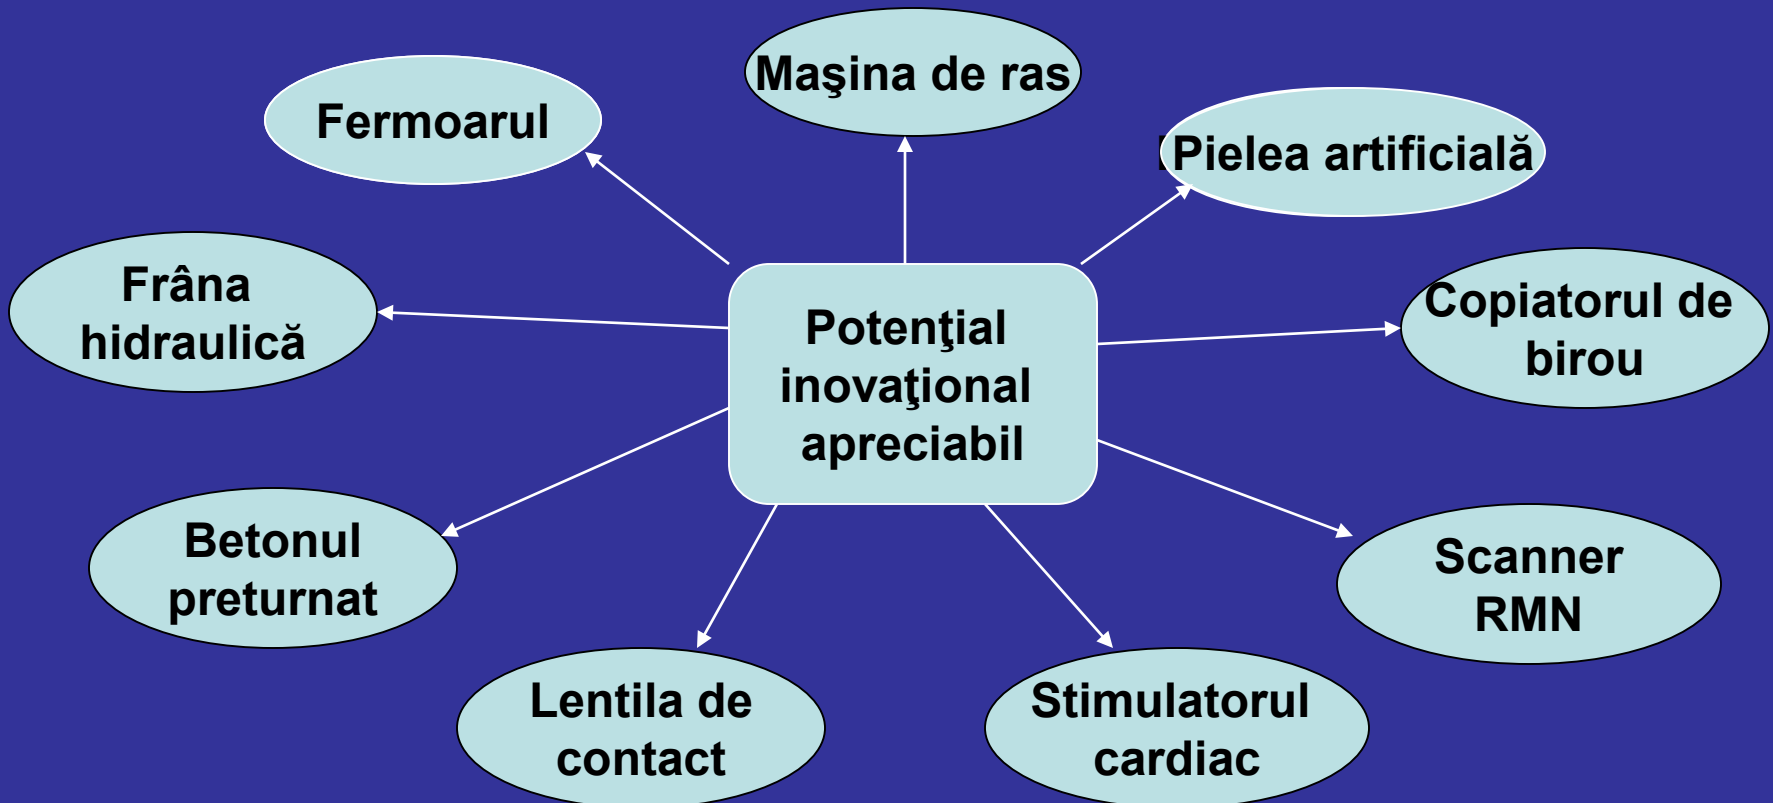 Maşina de ras
Fermoarul
Pielea artificială
Frâna
hidraulică
Potenţial
inovaţional
apreciabil
Copiatorul de
birou
Betonul
preturnat
Scanner
RMN
Lentila de
contact
Stimulatorul
cardiac